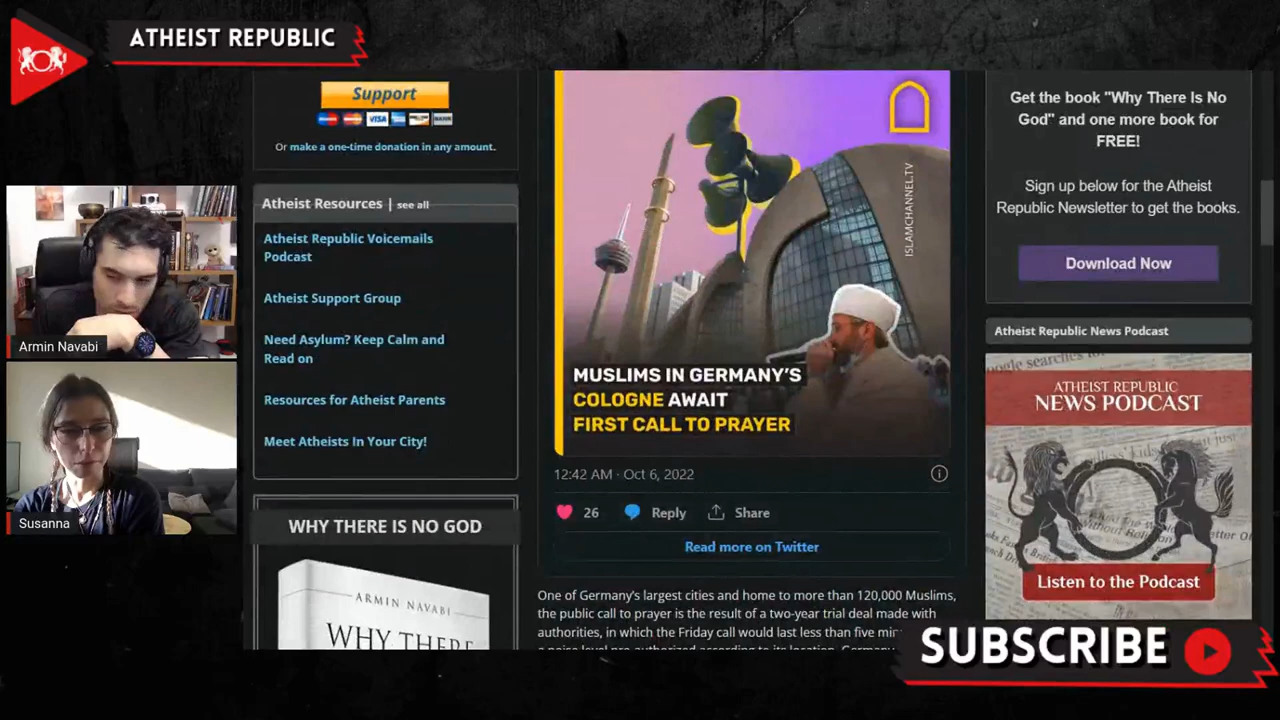 ATHEIST REPUBLIC
Support
VISA
Or make a one-time donation in any amount.
Atheist Resources | see all
Atheist Republic Voicemails
Podcast
Atheist Support Group
Need Asylum? Keep Calm and
Read on
Resources for Atheist Parents
Meet Atheists In Your City!
WHY THERE IS NO GOD
ARMIN NAVABI
WHY THERE
Armin Navabi
Susanna
ISLAMCHANNEL.TV
MUSLIMS IN GERMANY'S
COLOGNE AWAIT
FIRST CALL TO PRAYER
12:42 AM · Oct 6, 2022
26
Reply
Share
Read more on Twitter
One of Germany's largest cities and home to more than 120,000 Muslims,
the public call to prayer is the result of a two-year trial deal made with
authorities, in which the Friday call would last less than five
Get the book "Why There Is No
God" and one more book for
FREE!
Sign up below for the Atheist
Republic Newsletter to get the books.
Download Now
Atheist Republic News Podcast
ATHEIST REPUBLIC
NEWS PODCAST
Listen to the Podcast
SUBSCRIBE